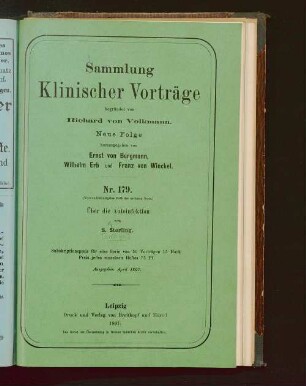 Sammlung
Klinischer Vorträge
begründet von
Richard von Volkmann.
Neue Folge
herausgegeben von
Ernst von Bergmann,
Wilhelm Erb und Franz von Winckel.
Nr. 179.
Über die
von
Subskriptionspreis für eine Serie von 30 Vorträgen 15 Mark
Preis jedes einzelnen Heftes 75 Pf.
Ausgegeben April 1897.
Leipzig
Druck und Verlag von Breitkopf und Härtel
1897.